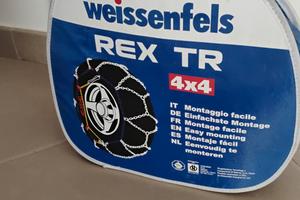 weissenfels
REX TR
4x4
IT Montaggio facile
DE Einfachste Montage
FR Montage facile
EN Easy mounting
ES Montaje fácil
NL Eenvoudig te
monteren